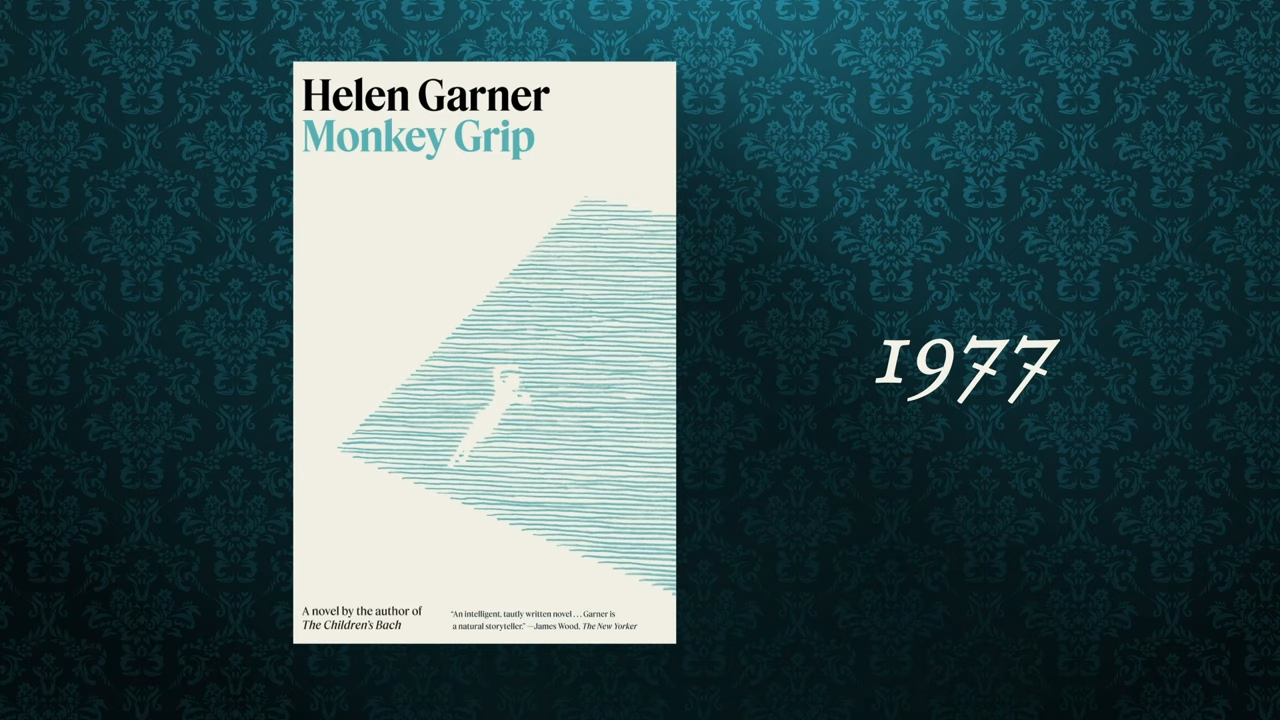 Helen Garner
Monkey Grip
A novel by the author of
The Children's Bach
“An intelligent, tautly written novel . . . Garner is
a natural storyteller.” —James Wood, The New Yorker
1977